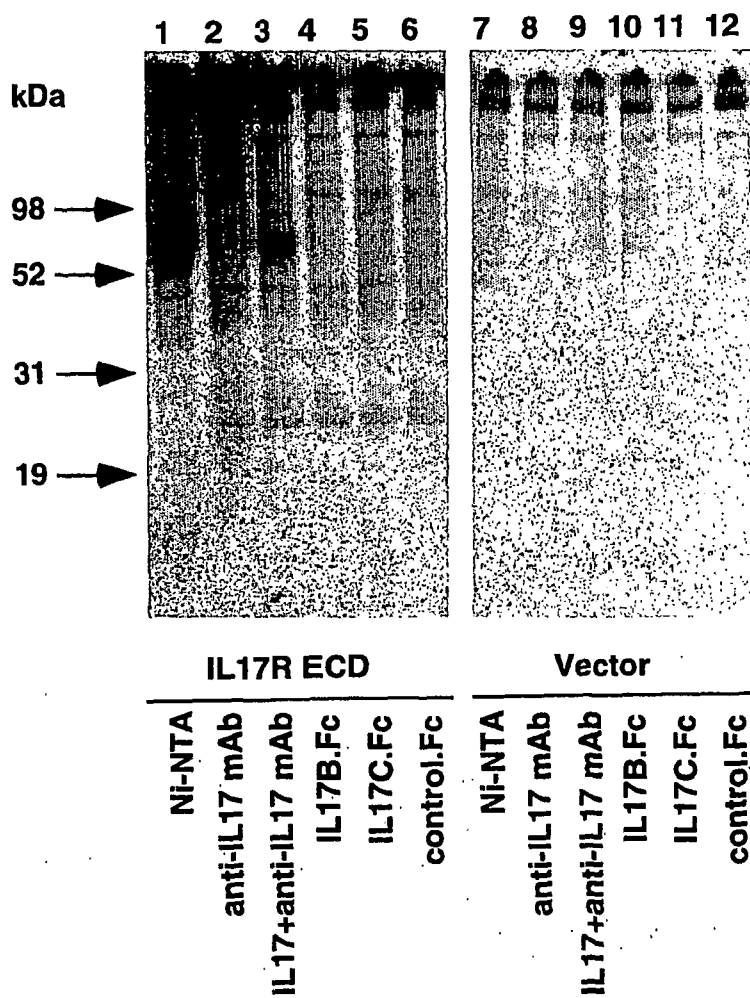 1 2 3 4 5 6 7 8 9 10 11 12
kDa
98
52
31
19
IL17R ECD
Vector
Ni-NTA
anti-IL17 mAb
IL17+anti-IL17 mAb
IL17B.Fc
IL17C.Fc
control.Fc
Ni-NTA
anti-IL17 mAb
IL17+anti-IL17 mAb
IL17B.Fc
IL17C.Fc
control.Fc